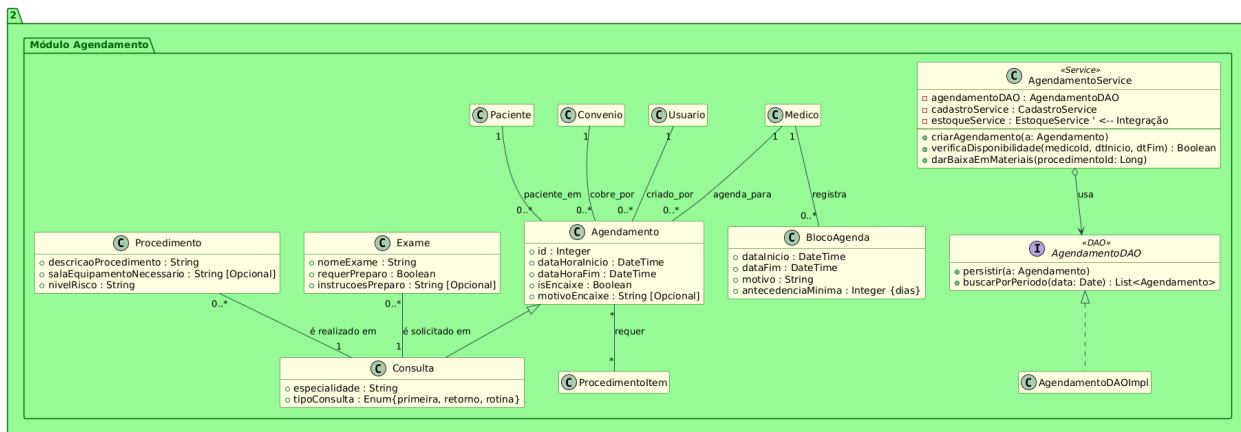 2
Módulo Agendamento
«Service»
C AgendamentoService
agendamentoDAO : AgendamentoDAO
cadastroService : CadastroService
estoqueService : EstoqueService ' <-- Integração
criarAgendamento(a: Agendamento)
verificaDisponibilidade(medicoId, dtInicio, dtFim) : Boolean
darBaixaEmMateriais(procedimentoId: Long)
C Paciente
C Convenio
C Usuario
C Medico
1
1
1
1
1
paciente_em
cobre_por
criado_por
agenda_para
registra
usa
0..*
0..*
0..*
0..*
0..*
C Procedimento
descricaoProcedimento : String
salaEquipamentoNecessario : String [Opcional]
nivelRisco : String
C Exame
nomeExame : String
requerPreparo : Boolean
instrucoesPreparo : String [Opcional]
C Agendamento
id : Integer
dataHoraInicio : DateTime
dataHoraFim : DateTime
isEncaixe : Boolean
motivoEncaixe : String [Opcional]
C BlocoAgenda
dataInicio : DateTime
dataFim : DateTime
motivo : String
antecedenciaMinima : Integer {dias}
«DAO»
I AgendamentoDAO
persistir(a: Agendamento)
buscarPorPeriodo(data: Date) : List<Agendamento>
0..*
0..*
*
é realizado em
é solicitado em
requer
1
1
*
C Consulta
especialidade : String
tipoConsulta : Enum{primeira, retorno, rotina}
C ProcedimentoItem
C AgendamentoDAOImpl